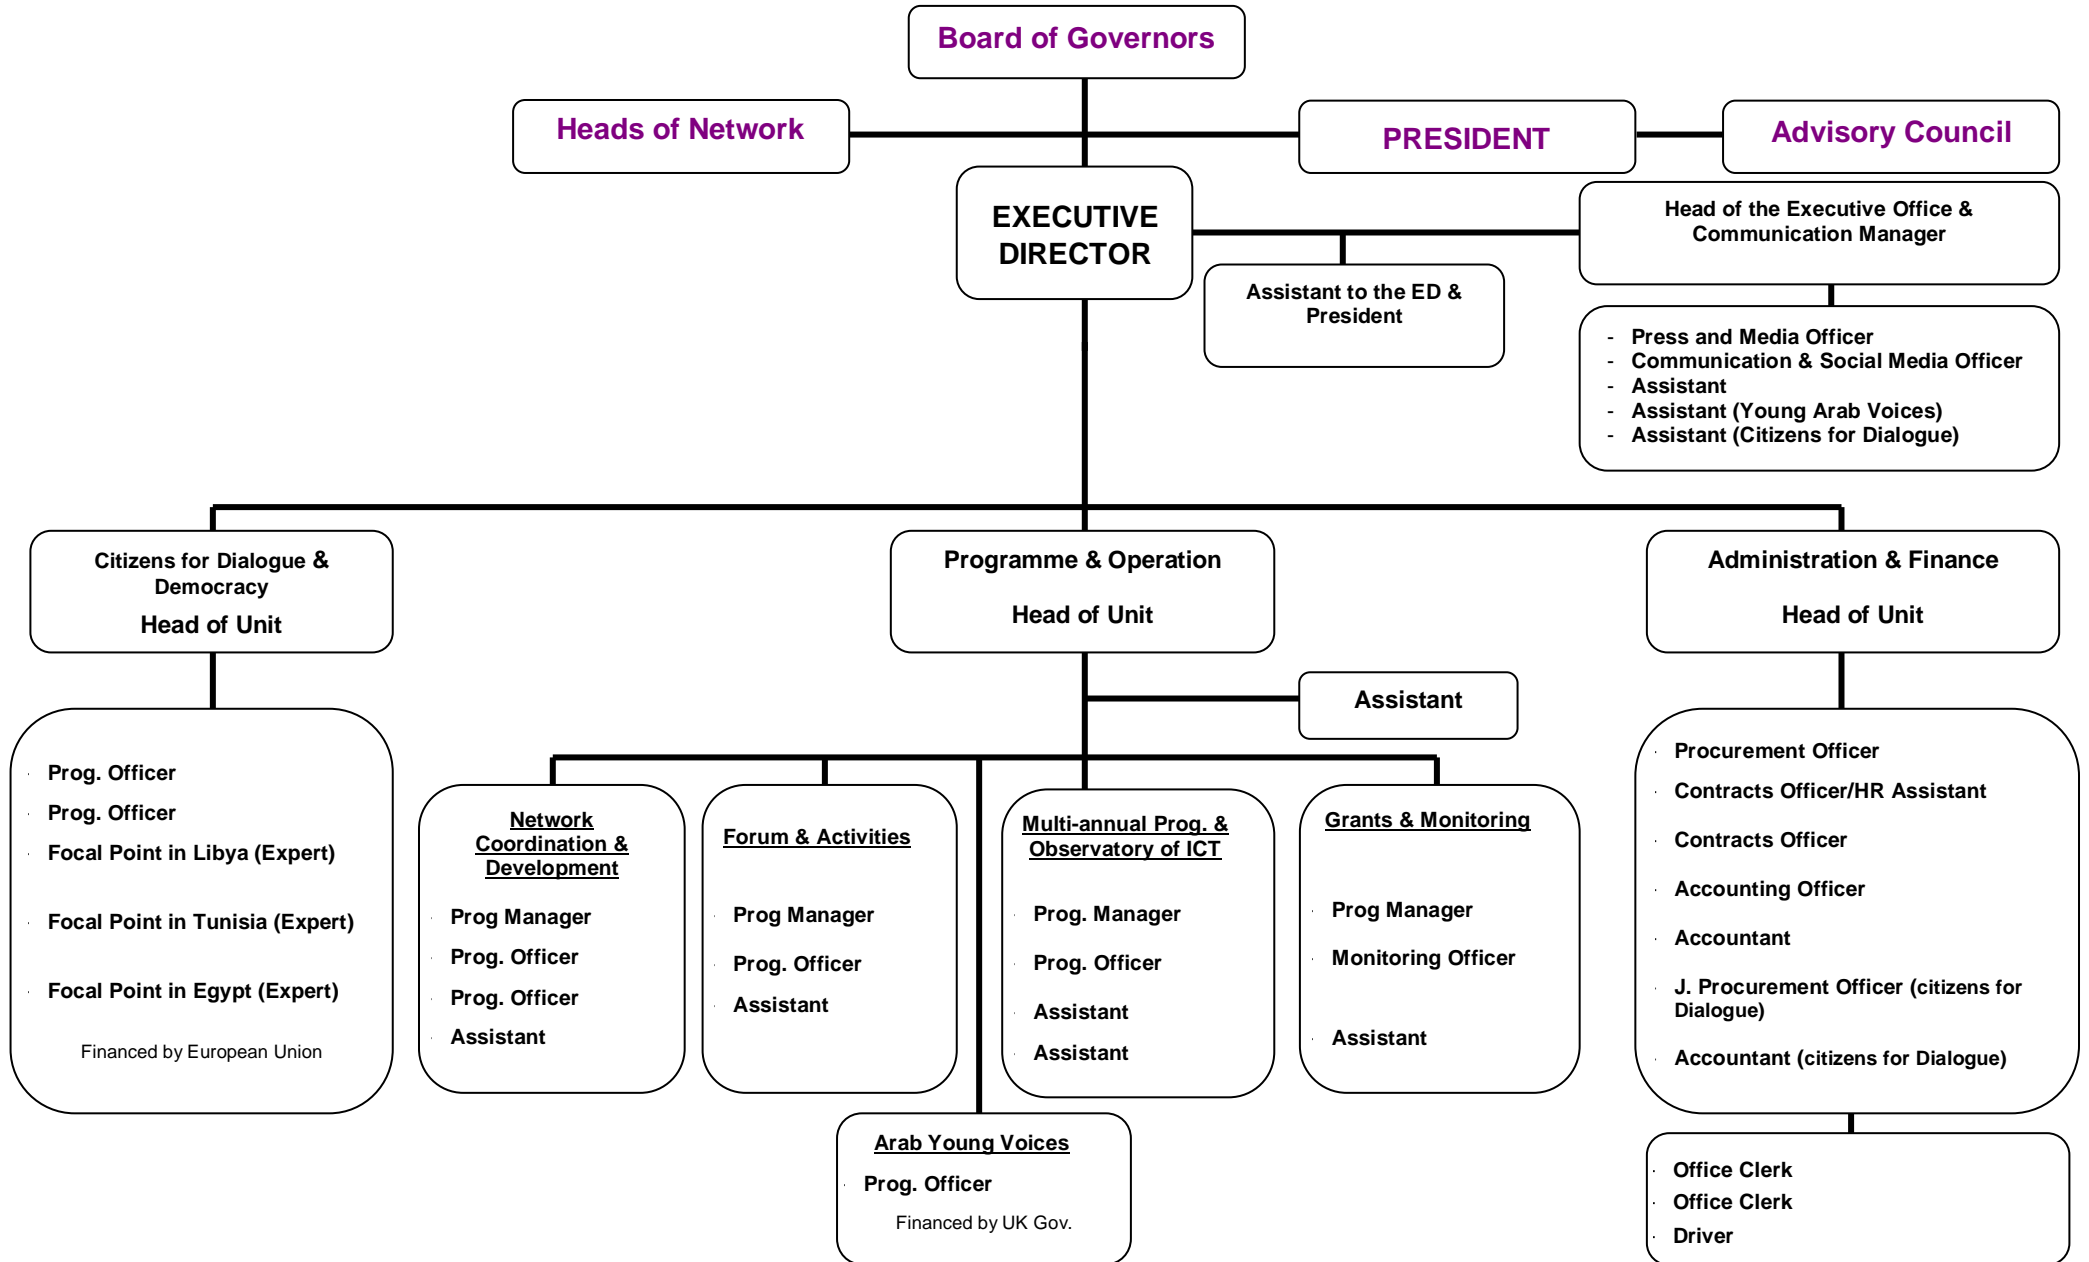 Board of Governors
Heads of Network
PRESIDENT
Advisory Council
EXECUTIVE
DIRECTOR
Head of the Executive Office &
Communication Manager
Assistant to the ED &
President
- Press and Media Officer
- Communication & Social Media Officer
- Assistant
- Assistant (Young Arab Voices)
- Assistant (Citizens for Dialogue)
Citizens for Dialogue &
Democracy
Head of Unit
Programme & Operation
Head of Unit
Administration & Finance
Head of Unit
Assistant
· Prog. Officer
· Prog. Officer
· Focal Point in Libya (Expert)
· Focal Point in Tunisia (Expert)
· Focal Point in Egypt (Expert)
Financed by European Union
Network
Coordination &
Development
· Prog Manager
· Prog. Officer
· Prog. Officer
· Assistant
Forum & Activities
· Prog Manager
· Prog. Officer
· Assistant
Multi-annual Prog. &
Observatory of ICT
· Prog. Manager
· Prog. Officer
· Assistant
· Assistant
Grants & Monitoring
· Prog Manager
· Monitoring Officer
· Assistant
· Procurement Officer
· Contracts Officer/HR Assistant
· Contracts Officer
· Accounting Officer
· Accountant
· J. Procurement Officer (citizens for
Dialogue)
· Accountant (citizens for Dialogue)
Arab Young Voices
· Prog. Officer
Financed by UK Gov.
· Office Clerk
· Office Clerk
· Driver